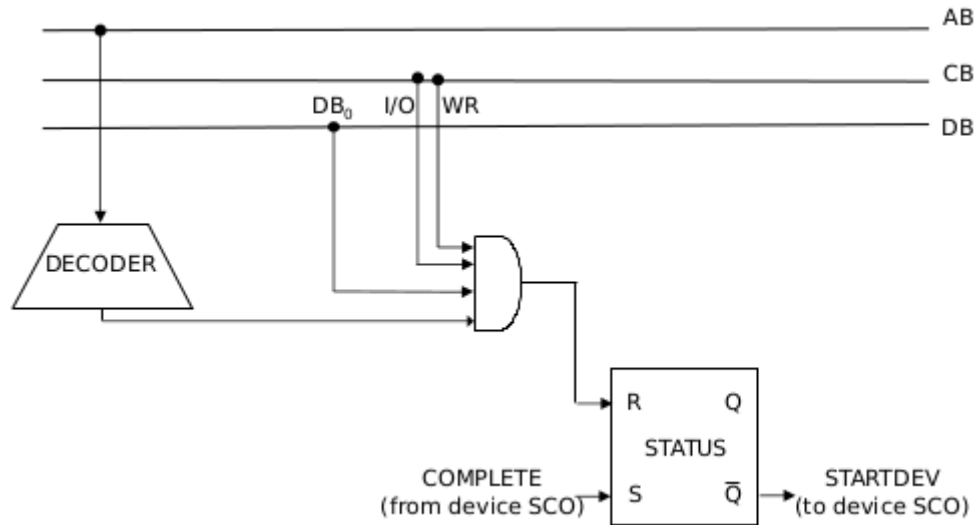 AB
CB
DB₀ I/O WR
DB
DECODER
R Q
STATUS
COMPLETE
(from device SCO)
S Q̅
STARTDEV
(to device SCO)